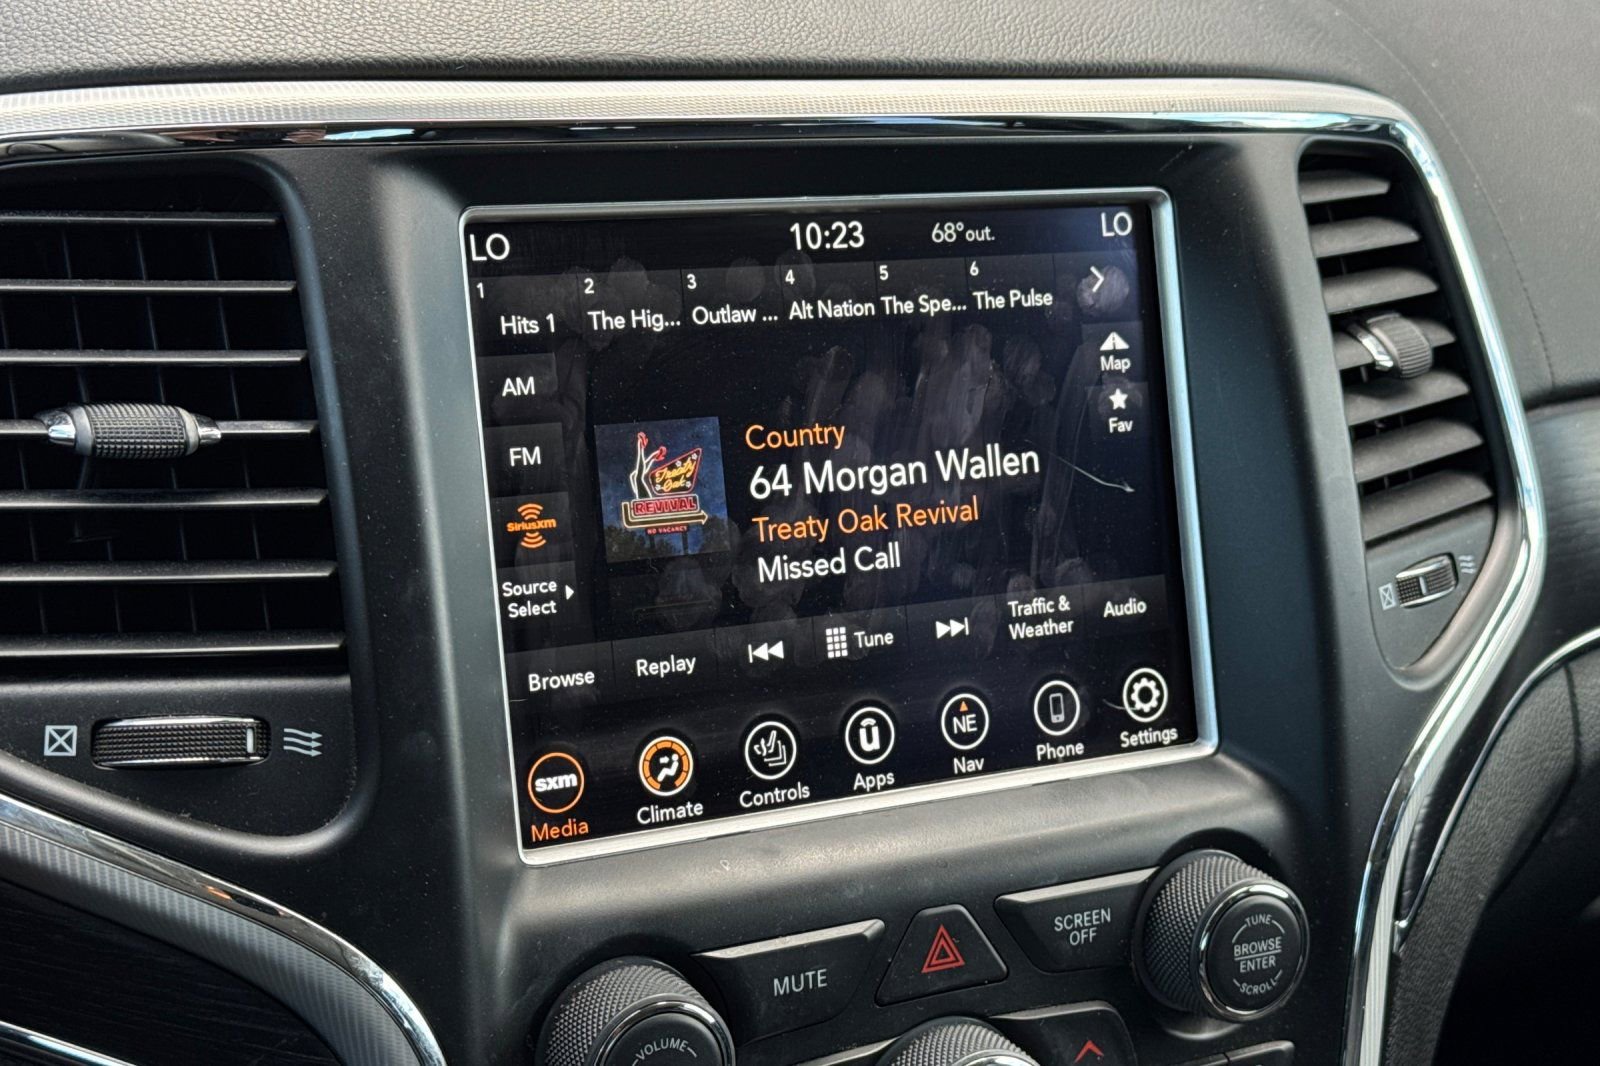 LO 10:23 68° out. LO
1 2 3 4 5 6
Hits 1 The Hig... Outlaw ... Alt Nation The Spe... The Pulse
Map
AM
Fav
Country
FM
64 Morgan Wallen
Treaty Oak REVIVAL NO VACANCY
Treaty Oak Revival
SiriusXM
Missed Call
Source
Select
Browse Replay Tune Traffic &
Weather Audio
sxm
NE
Media Climate Controls Apps Nav Phone Settings
MUTE
SCREEN
OFF
TUNE
BROWSE
ENTER
SCROLL
VOLUME